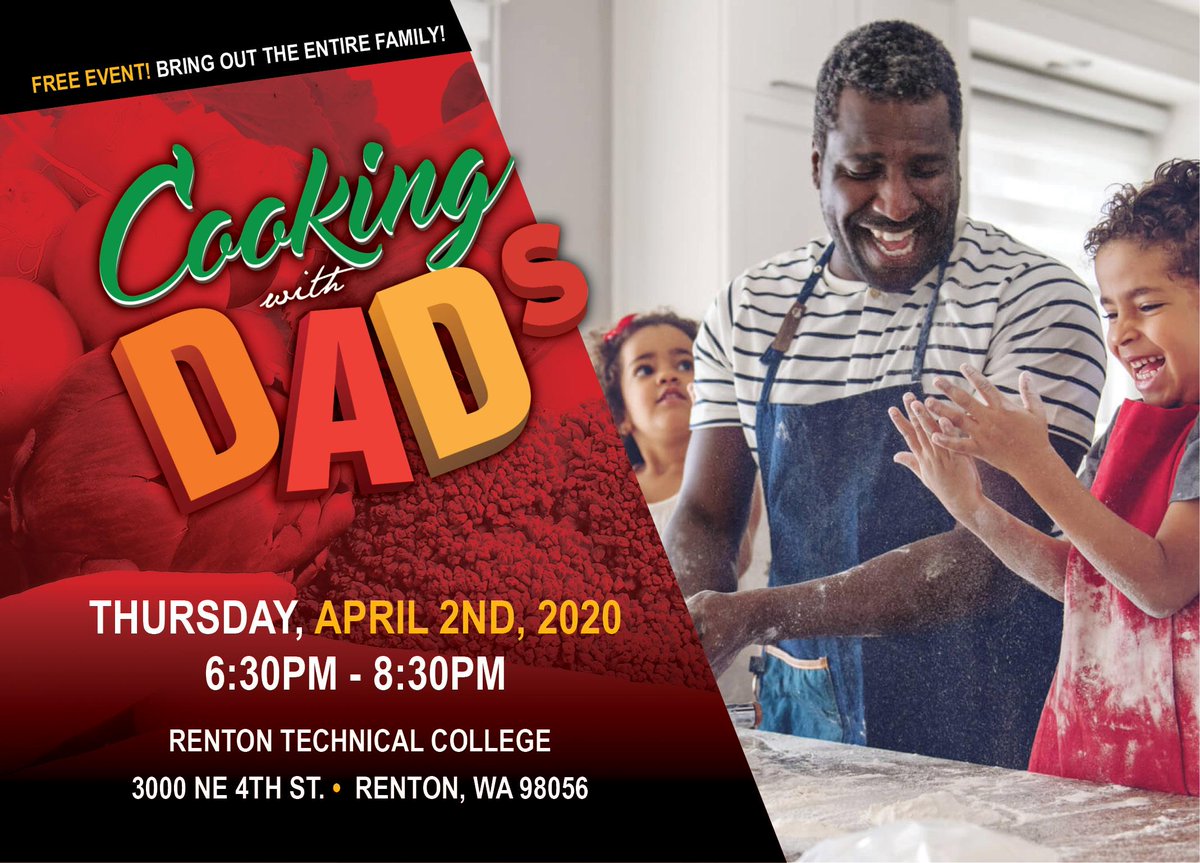 FREE EVENT! BRING OUT THE ENTIRE FAMILY!
Cooking
with
DADS
THURSDAY, APRIL 2ND, 2020
6:30PM - 8:30PM
RENTON TECHNICAL COLLEGE
3000 NE 4TH ST. • RENTON, WA 98056